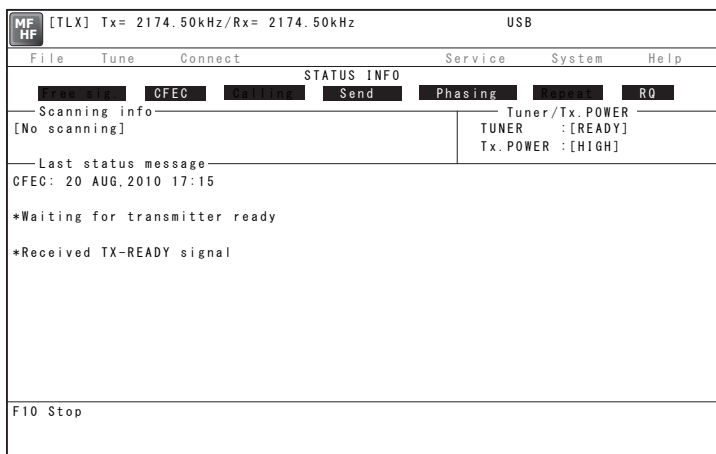 MF HF [TLX] Tx= 2174.50kHz/Rx= 2174.50kHz USB
File Tune Connect Service System Help
STATUS INFO
Free sig. CFEC Calling Send Phasing Repeat RQ
Scanning info Tuner/Tx.POWER
[No scanning] TUNER :[READY]
Tx.POWER :[HIGH]
Last status message
CFEC: 20 AUG,2010 17:15
*Waiting for transmitter ready
*Received TX-READY signal
F10 Stop